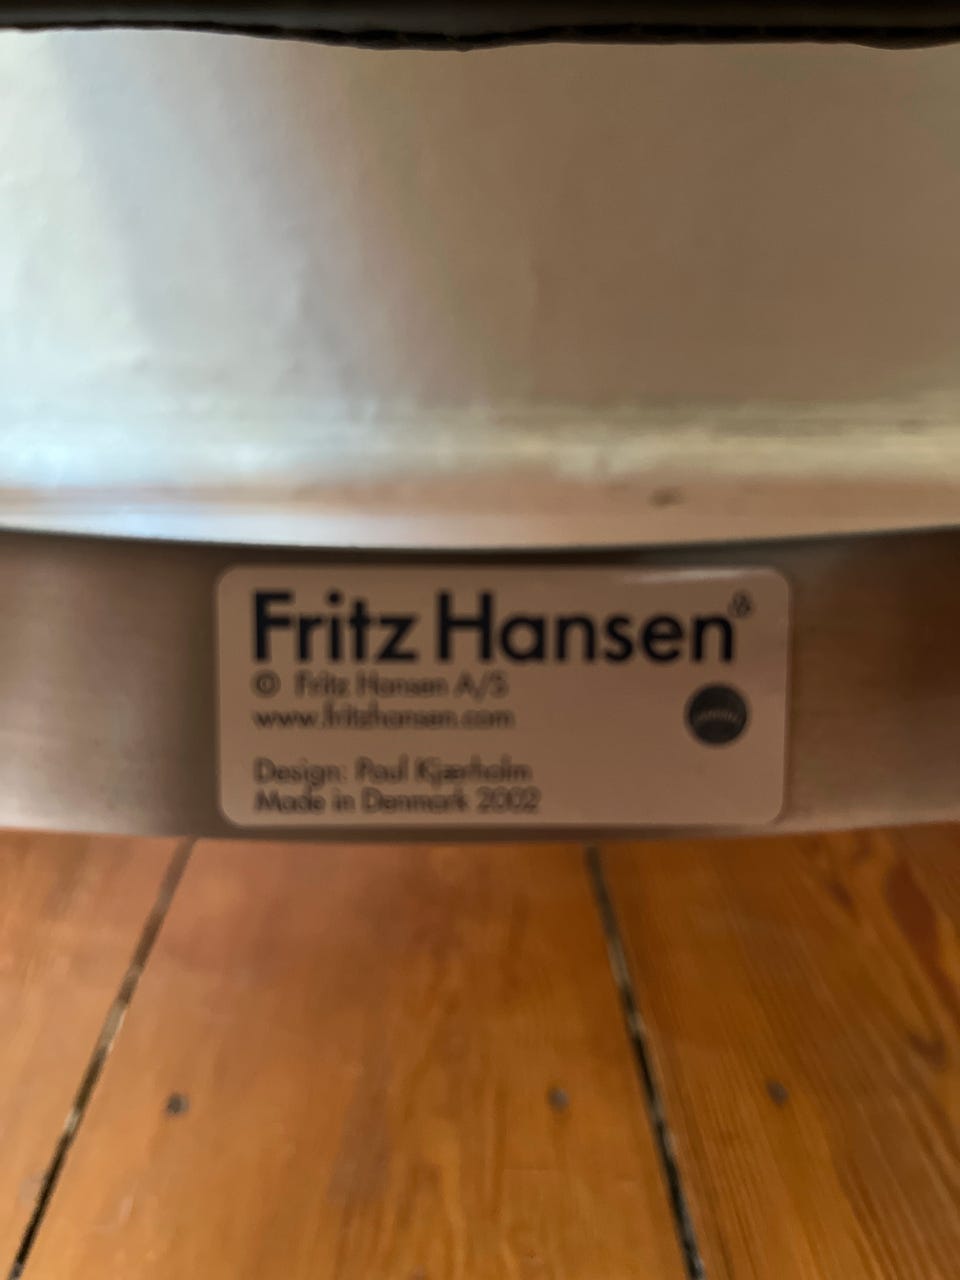 Fritz Hansen®
© Fritz Hansen A/S
www.fritzhansen.com
Design: Poul Kjærholm
Made in Denmark 2002